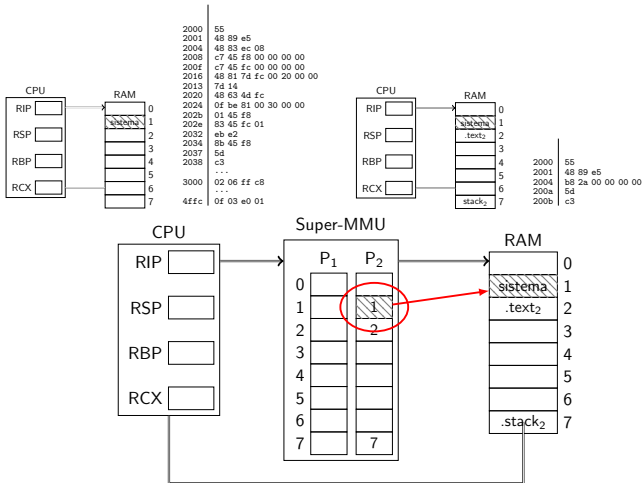 2000 55
2001 48 89 e5
2004 48 83 ec 08
2008 c7 45 f8 00 00 00 00
200f c7 45 fc 00 00 00 00
2016 48 81 7d fc 00 20 00 00
2013 7d 14
2020 48 63 4d fc
2024 0f be 81 00 30 00 00
202b 01 45 f8
202e 83 45 fc 01
2032 eb e2
2034 8b 45 f8
2037 5d
2038 c3
...
3000 02 06 ff c8
...
4ffc 0f 03 e0 01
CPU
RIP
RSP
RBP
RCX
RAM
0
sistema 1
2
3
4
5
6
7
CPU
RIP
RSP
RBP
RCX
RAM
0
sistema 1
.text₂ 2
3
4
5
6
stack₂ 7
2000 55
2001 48 89 e5
2004 b8 2a 00 00 00 00
200a 5d
200b c3
CPU
RIP
RSP
RBP
RCX
Super-MMU
P₁ P₂
0
1 1
2 2
3
4
5
6
7 7
RAM
0
sistema 1
.text₂ 2
3
4
5
6
.stack₂ 7